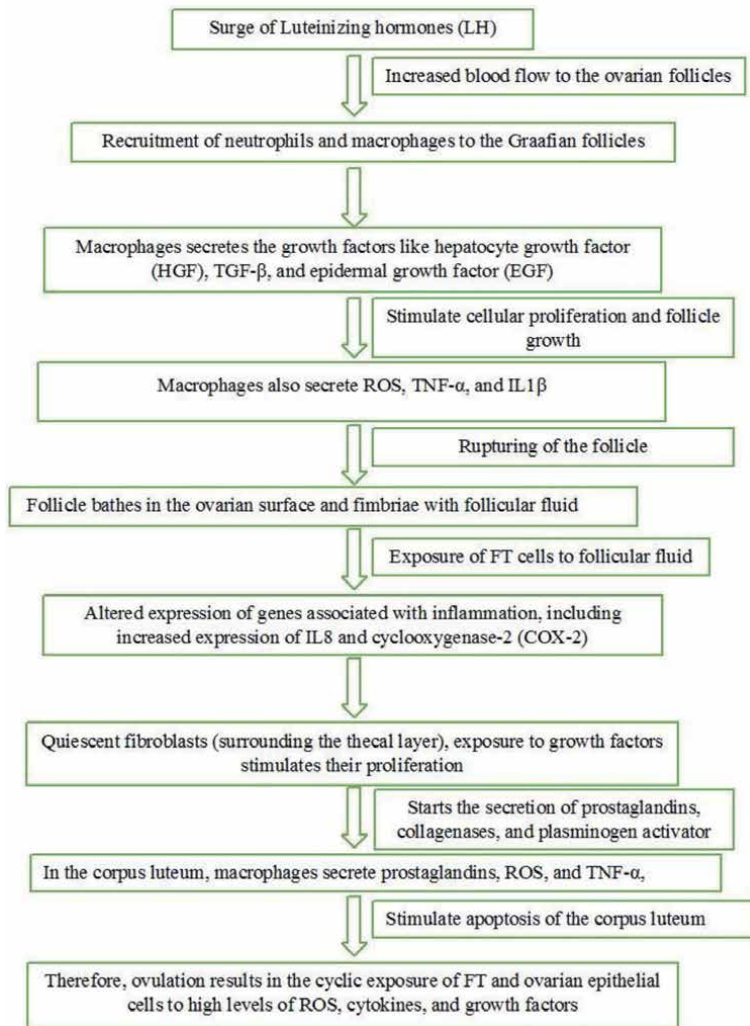 Surge of Luteinizing hormones (LH)
Increased blood flow to the ovarian follicles
Recruitment of neutrophils and macrophages to the Graafian follicles
Macrophages secretes the growth factors like hepatocyte growth factor
(HGF), TGF-β, and epidermal growth factor (EGF)
Stimulate cellular proliferation and follicle
growth
Macrophages also secrete ROS, TNF-α, and IL1β
Rupturing of the follicle
Follicle bathes in the ovarian surface and fimbriae with follicular fluid
Exposure of FT cells to follicular fluid
Altered expression of genes associated with inflammation, including
increased expression of IL8 and cyclooxygenase-2 (COX-2)
Quiescent fibroblasts (surrounding the thecal layer), exposure to growth factors
stimulates their proliferation
Starts the secretion of prostaglandins,
collagenases, and plasminogen activator
In the corpus luteum, macrophages secrete prostaglandins, ROS, and TNF-α,
Stimulate apoptosis of the corpus luteum
Therefore, ovulation results in the cyclic exposure of FT and ovarian epithelial
cells to high levels of ROS, cytokines, and growth factors